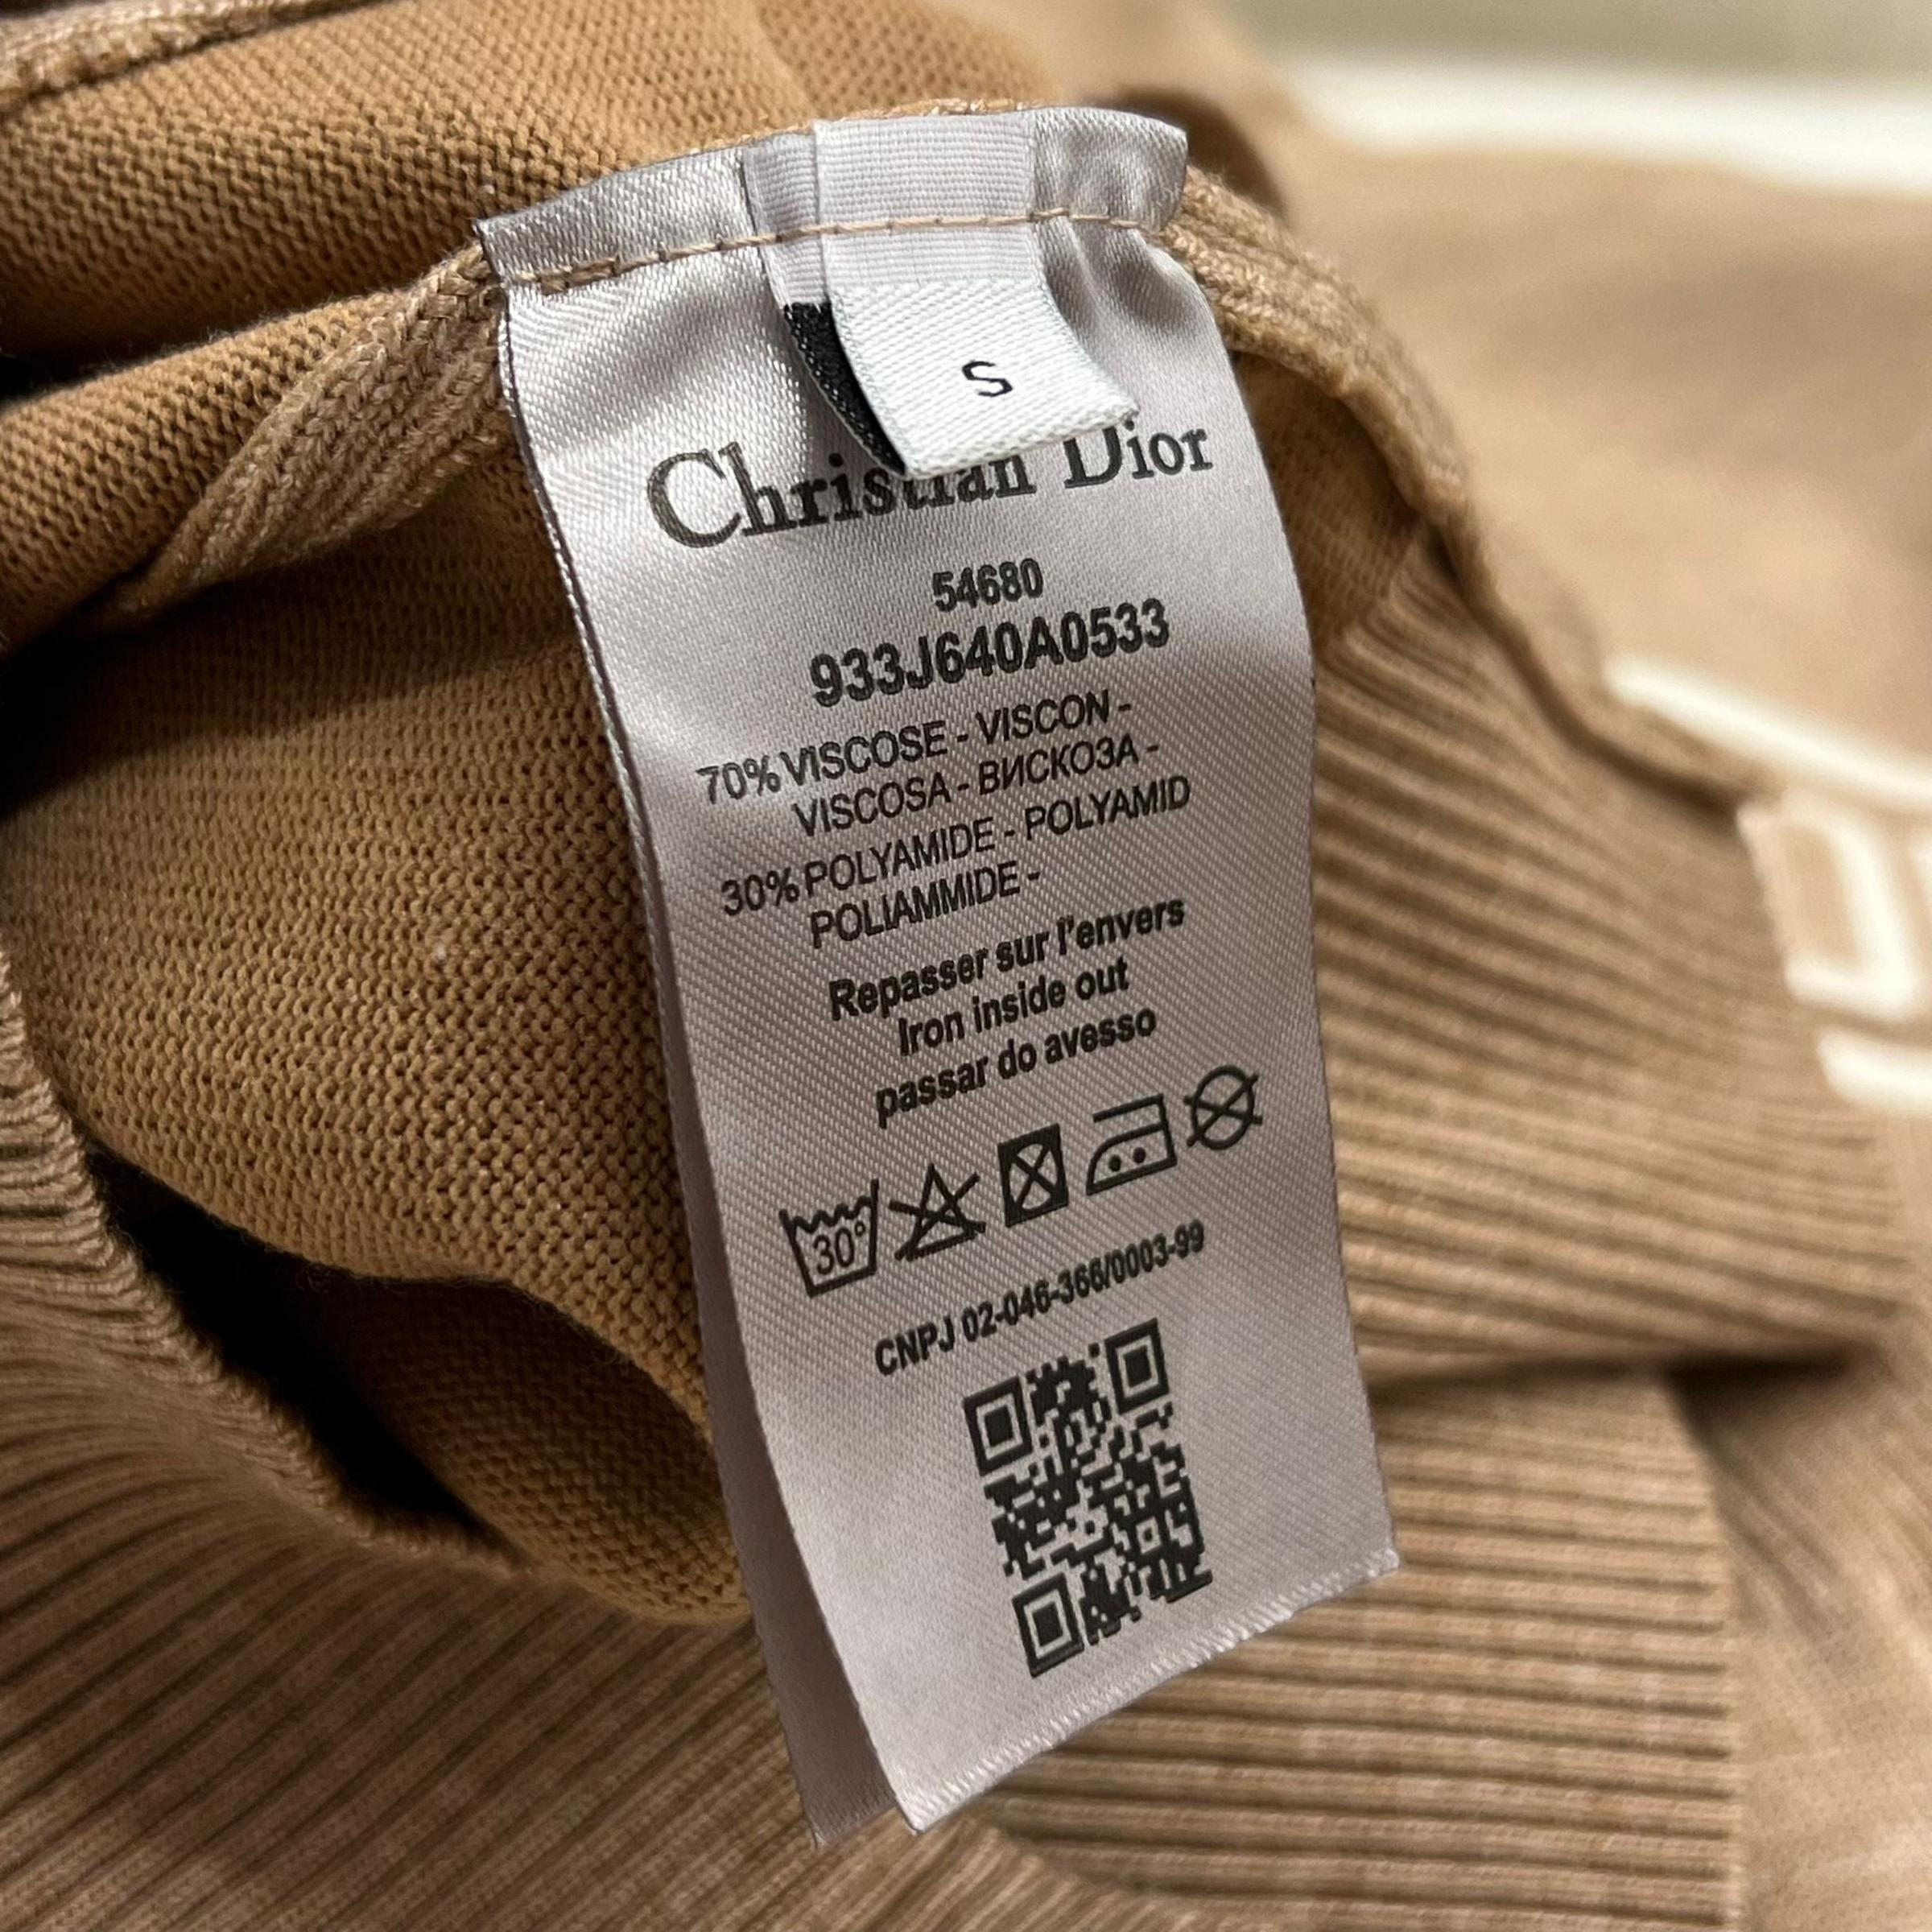 S
Christian Dior
54680
933J640A0533
70% VISCOSE - VISCON -
VISCOSA - ВИСКОЗА -
30% POLYAMIDE - POLYAMID
POLIAMMIDE -
Repasser sur l'envers
Iron inside out
passar do avesso
30°
CNPJ 02-046-366/0003-99